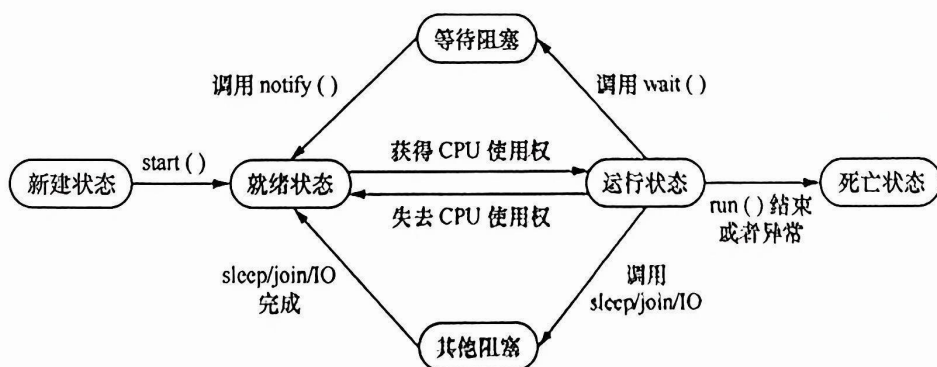 等待阻塞
调用 notify ( )
调用 wait ( )
获得 CPU 使用权
新建状态
start ( )
就绪状态
运行状态
死亡状态
失去 CPU 使用权
run ( ) 结束
或者异常
sleep/join/IO
完成
调用
sleep/join/IO
其他阻塞